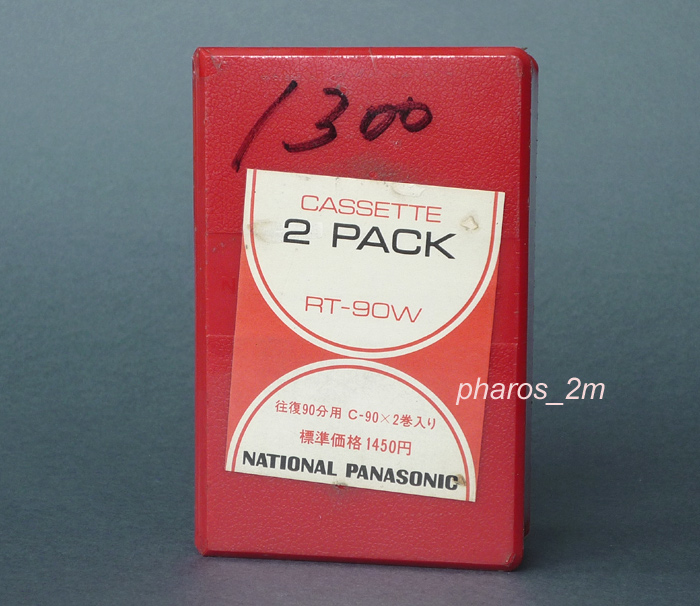 1300
CASSETTE
2 PACK
RT-90W
pharos_2m
往復90分用 C-90×2巻入り
標準価格1450円
NATIONAL PANASONIC